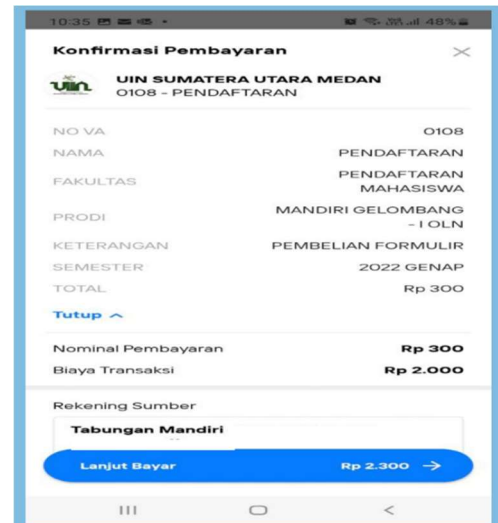 10:35
48%
Konfirmasi Pembayaran
uin
UIN SUMATERA UTARA MEDAN
0108 - PENDAFTARAN
NO VA 0108
NAMA PENDAFTARAN
FAKULTAS PENDAFTARAN
MAHASISWA
PRODI MANDIRI GELOMBANG
- I OLN
KETERANGAN PEMBELIAN FORMULIR
SEMESTER 2022 GENAP
TOTAL Rp 300
Tutup
Nominal Pembayaran Rp 300
Biaya Transaksi Rp 2.000
Rekening Sumber
Tabungan Mandiri
Lanjut Bayar Rp 2.300